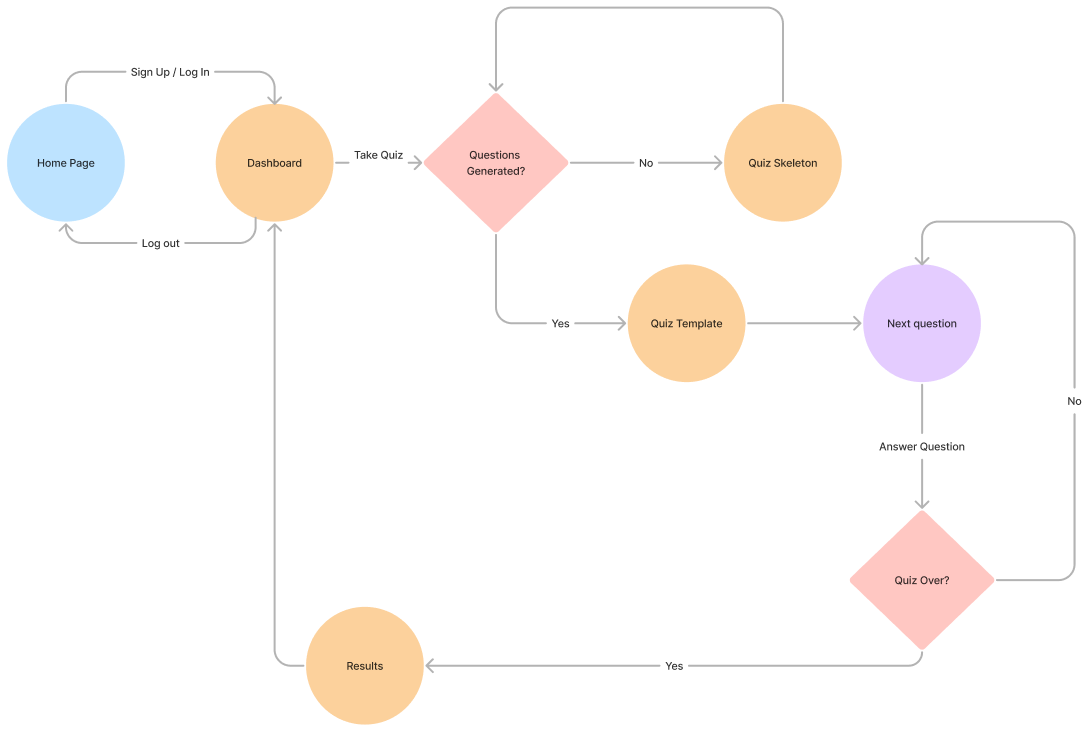 Sign Up / Log In
Home Page
Dashboard
Take Quiz
Questions
Generated?
No
Quiz Skeleton
Log out
Yes
Quiz Template
Next question
No
Answer Question
Quiz Over?
Results
Yes